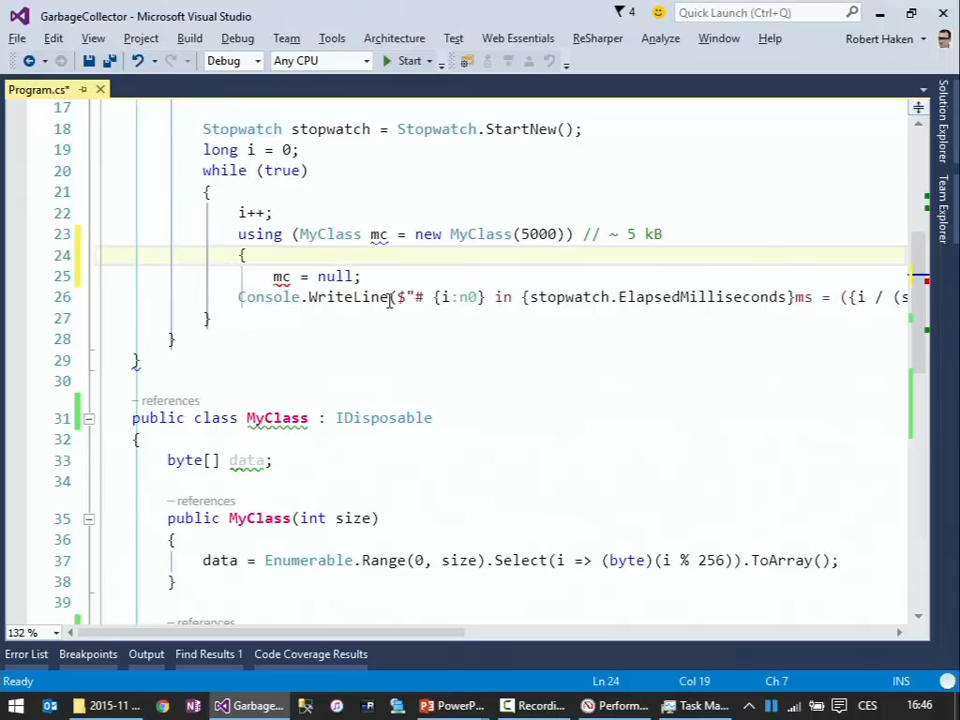 GarbageCollector - Microsoft Visual Studio
4
Quick Launch (Ctrl+Q)
File Edit View Project Build Debug Team Tools Architecture Test Web Essentials ReSharper Analyze Window Help
Robert Haken
Debug Any CPU Start
Program.cs*
Solution Explorer
Team Explorer
17
18 Stopwatch stopwatch = Stopwatch.StartNew();
19 long i = 0;
20 while (true)
21 {
22 i++;
23 using (MyClass mc = new MyClass(5000)) // ~ 5 kB
24 {
25 mc = null;
26 Console.WriteLine($"# {i:n0} in {stopwatch.ElapsedMilliseconds}ms = ({i / (s
27 }
28 }
29 }
30
– references
31 public class MyClass : IDisposable
32 {
33 byte[] data;
34
– references
35 public MyClass(int size)
36 {
37 data = Enumerable.Range(0, size).Select(i => (byte)(i % 256)).ToArray();
38 }
39
– references
132 %
Error List Breakpoints Output Find Results 1 Code Coverage Results
Ready Ln 24 Col 19 Ch 7 INS
2015-11 ... Garbage... PowerP... Recordi... Perform... Task Ma... CES 16:46